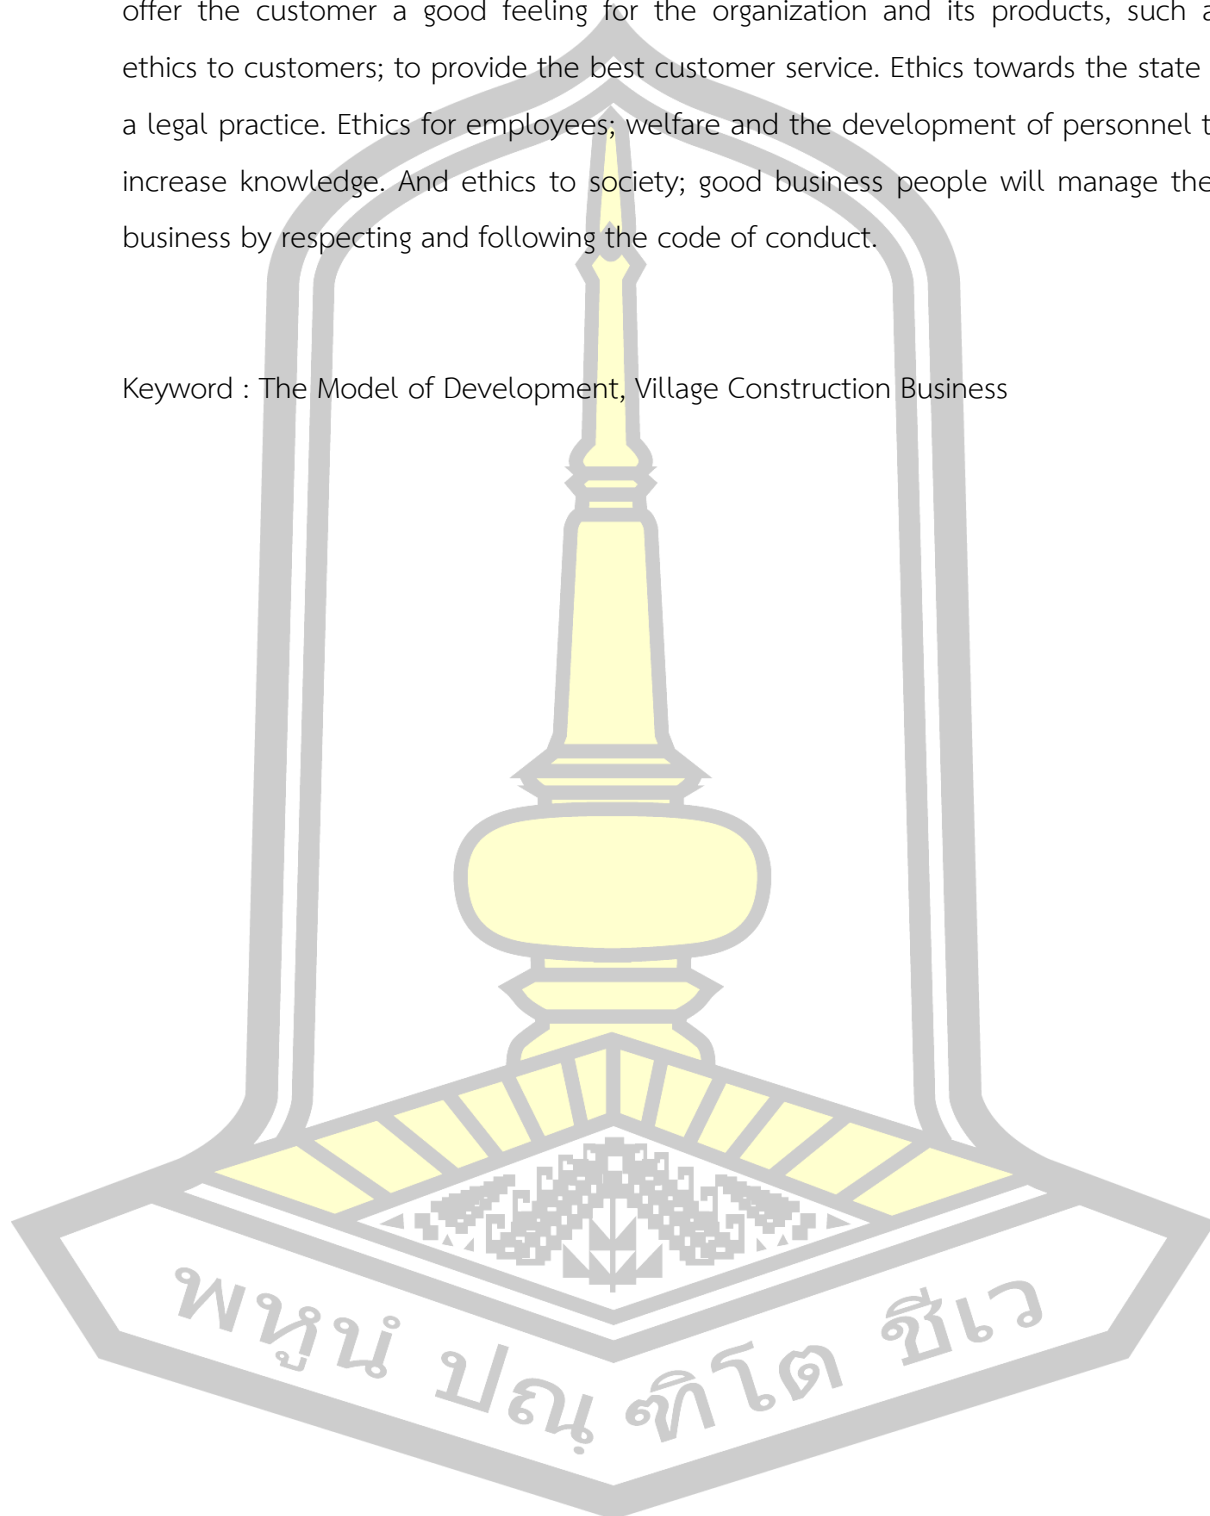 offer the customer a good feeling for the organization and its products, such a
ethics to customers; to provide the best customer service. Ethics towards the state
a legal practice. Ethics for employees; welfare and the development of personnel t
increase knowledge. And ethics to society; good business people will manage the
business by respecting and following the code of conduct.
Keyword : The Model of Development, Village Construction Business
พหูนํ ปณฺฑิโต ชีเว